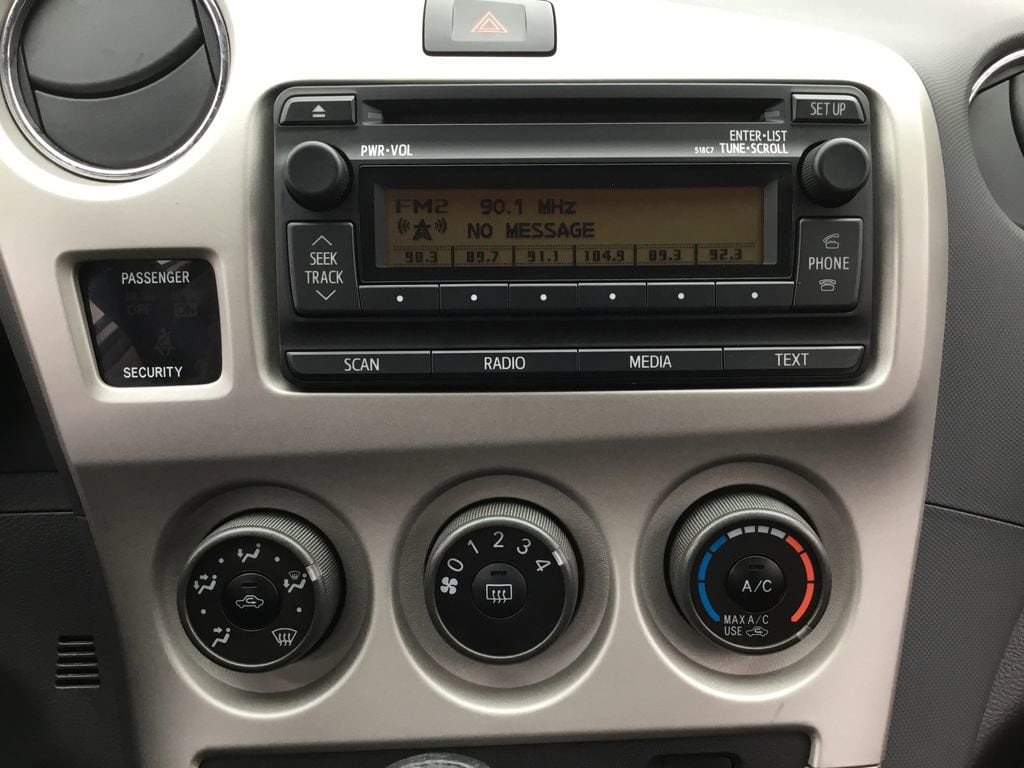 SET UP
PWR•VOL
ENTER•LIST
518C7 TUNE•SCROLL
FM2 90.1 MHz
NO MESSAGE
90.3 89.7 91.1 104.9 89.3 92.3
SEEK
TRACK
PHONE
SCAN RADIO MEDIA TEXT
PASSENGER
OFF ON
SECURITY
0 1 2 3 4
A/C
MAX A/C
USE